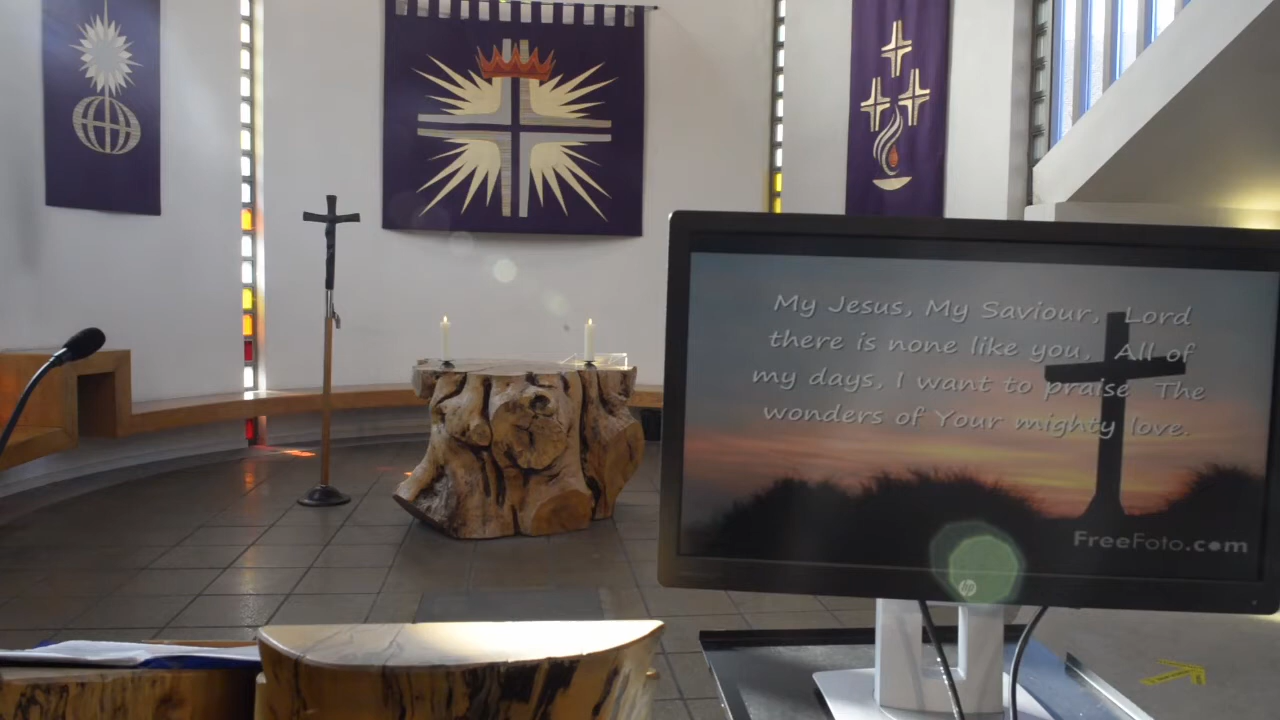 My Jesus, My Saviour, Lord
there is none like you, All of
my days, I want to praise The
wonders of Your mighty love.
FreeFoto.com
hp